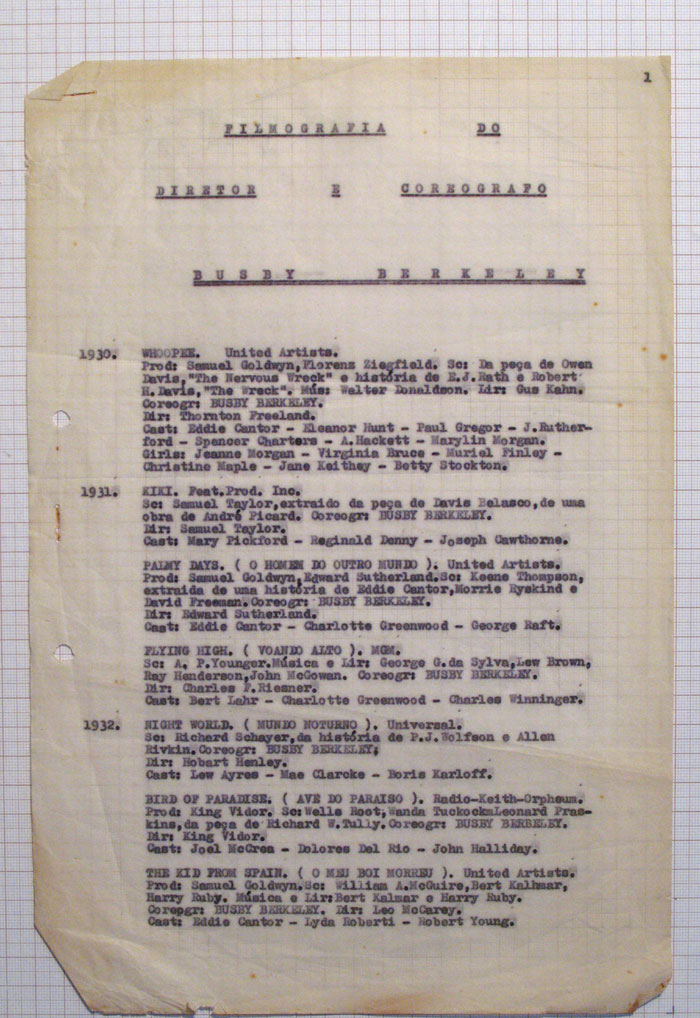 1
FILMOGRAFIA DO
DIRETOR E COREOGRAFO
BUSBY BERKELEY
1930. WHOOPEE. United Artists.
Prod: Samuel Goldwyn,Florenz Ziegfield. Sc: Da peça de Owen
Davis,"The Nervous Wreck" e história de E.J.Rath e Robert
H.Davis,"The Wreck". Mús: Walter Donaldson. Lir: Gus Kahn.
Coreogr: BUSBY BERKELEY.
Dir: Thornton Freeland.
Cast: Eddie Cantor - Eleanor Hunt - Paul Gregor - J.Ruther-
ford - Spencer Charters - A.Hackett - Marylin Morgan.
Girls: Jeanne Morgan - Virginia Bruce - Muriel Finley -
Christine Maple - Jane Keithey - Betty Stockton.
1931. KIKI. Feat.Prod. Inc.
Sc: Samuel Taylor,extraido da peça de Davis Belasco,de uma
obra de André Picard. Coreogr: BUSBY BERKELEY.
Dir: Samuel Taylor.
Cast: Mary Pickford - Reginald Denny - Joseph Cawthorne.
PALMY DAYS. ( O HOMEM DO OUTRO MUNDO ). United Artists.
Prod: Samuel Goldwyn,Edward Sutherland.Sc: Keene Thompson,
extraida de uma história de Eddie Cantor,Morrie Ryskind e
David Freeman.Coreogr: BUSBY BERKELEY.
Dir: Edward Sutherland.
Cast: Eddie Cantor - Charlotte Greenwood - George Raft.
FLYING HIGH. ( VOANDO ALTO ). MGM.
Sc: A. P.Younger.Música e Lir: George G.da Sylva,Lew Brown,
Ray Henderson,John McGowan. Coreogr: BUSBY BERKELEY.
Dir: Charles F.Riesner.
Cast: Bert Lahr - Charlotte Greenwood - Charles Winninger.
1932. NIGHT WORLD. ( MUNDO NOTURNO ). Universal.
Sc: Richard Schayer,da história de P.J.Wolfson e Allen
Rivkin.Coreogr: BUSBY BERKELEY;
Dir: Hobart Henley.
Cast: Lew Ayres - Mae Clarcke - Boris Karloff.
BIRD OF PARADISE. ( AVE DO PARAISO ). Radio-Keith-Orpheum.
Prod: King Vidor. Sc:Wells Root,Wanda TuckockaLeonard Pras-
kins,da peça de Richard W.Tully.Coreogr: BUSBY BERBELEY.
Dir: King Vidor.
Cast: Joel McCrea - Dolores Del Rio - John Halliday.
THE KID FROM SPAIN. ( O MEU BOI MORREU ). United Artists.
Prod: Samuel Goldwyn.Sc: William A.McGuire,Bert Kalhmar,
Harry Ruby. Música e Lir:Bert Kalmar e Harry Ruby.
Corepgr: BUSBY BERKELEY. Dir: Leo McCarey.
Cast: Eddie Cantor - Lyda Roberti - Robert Young.